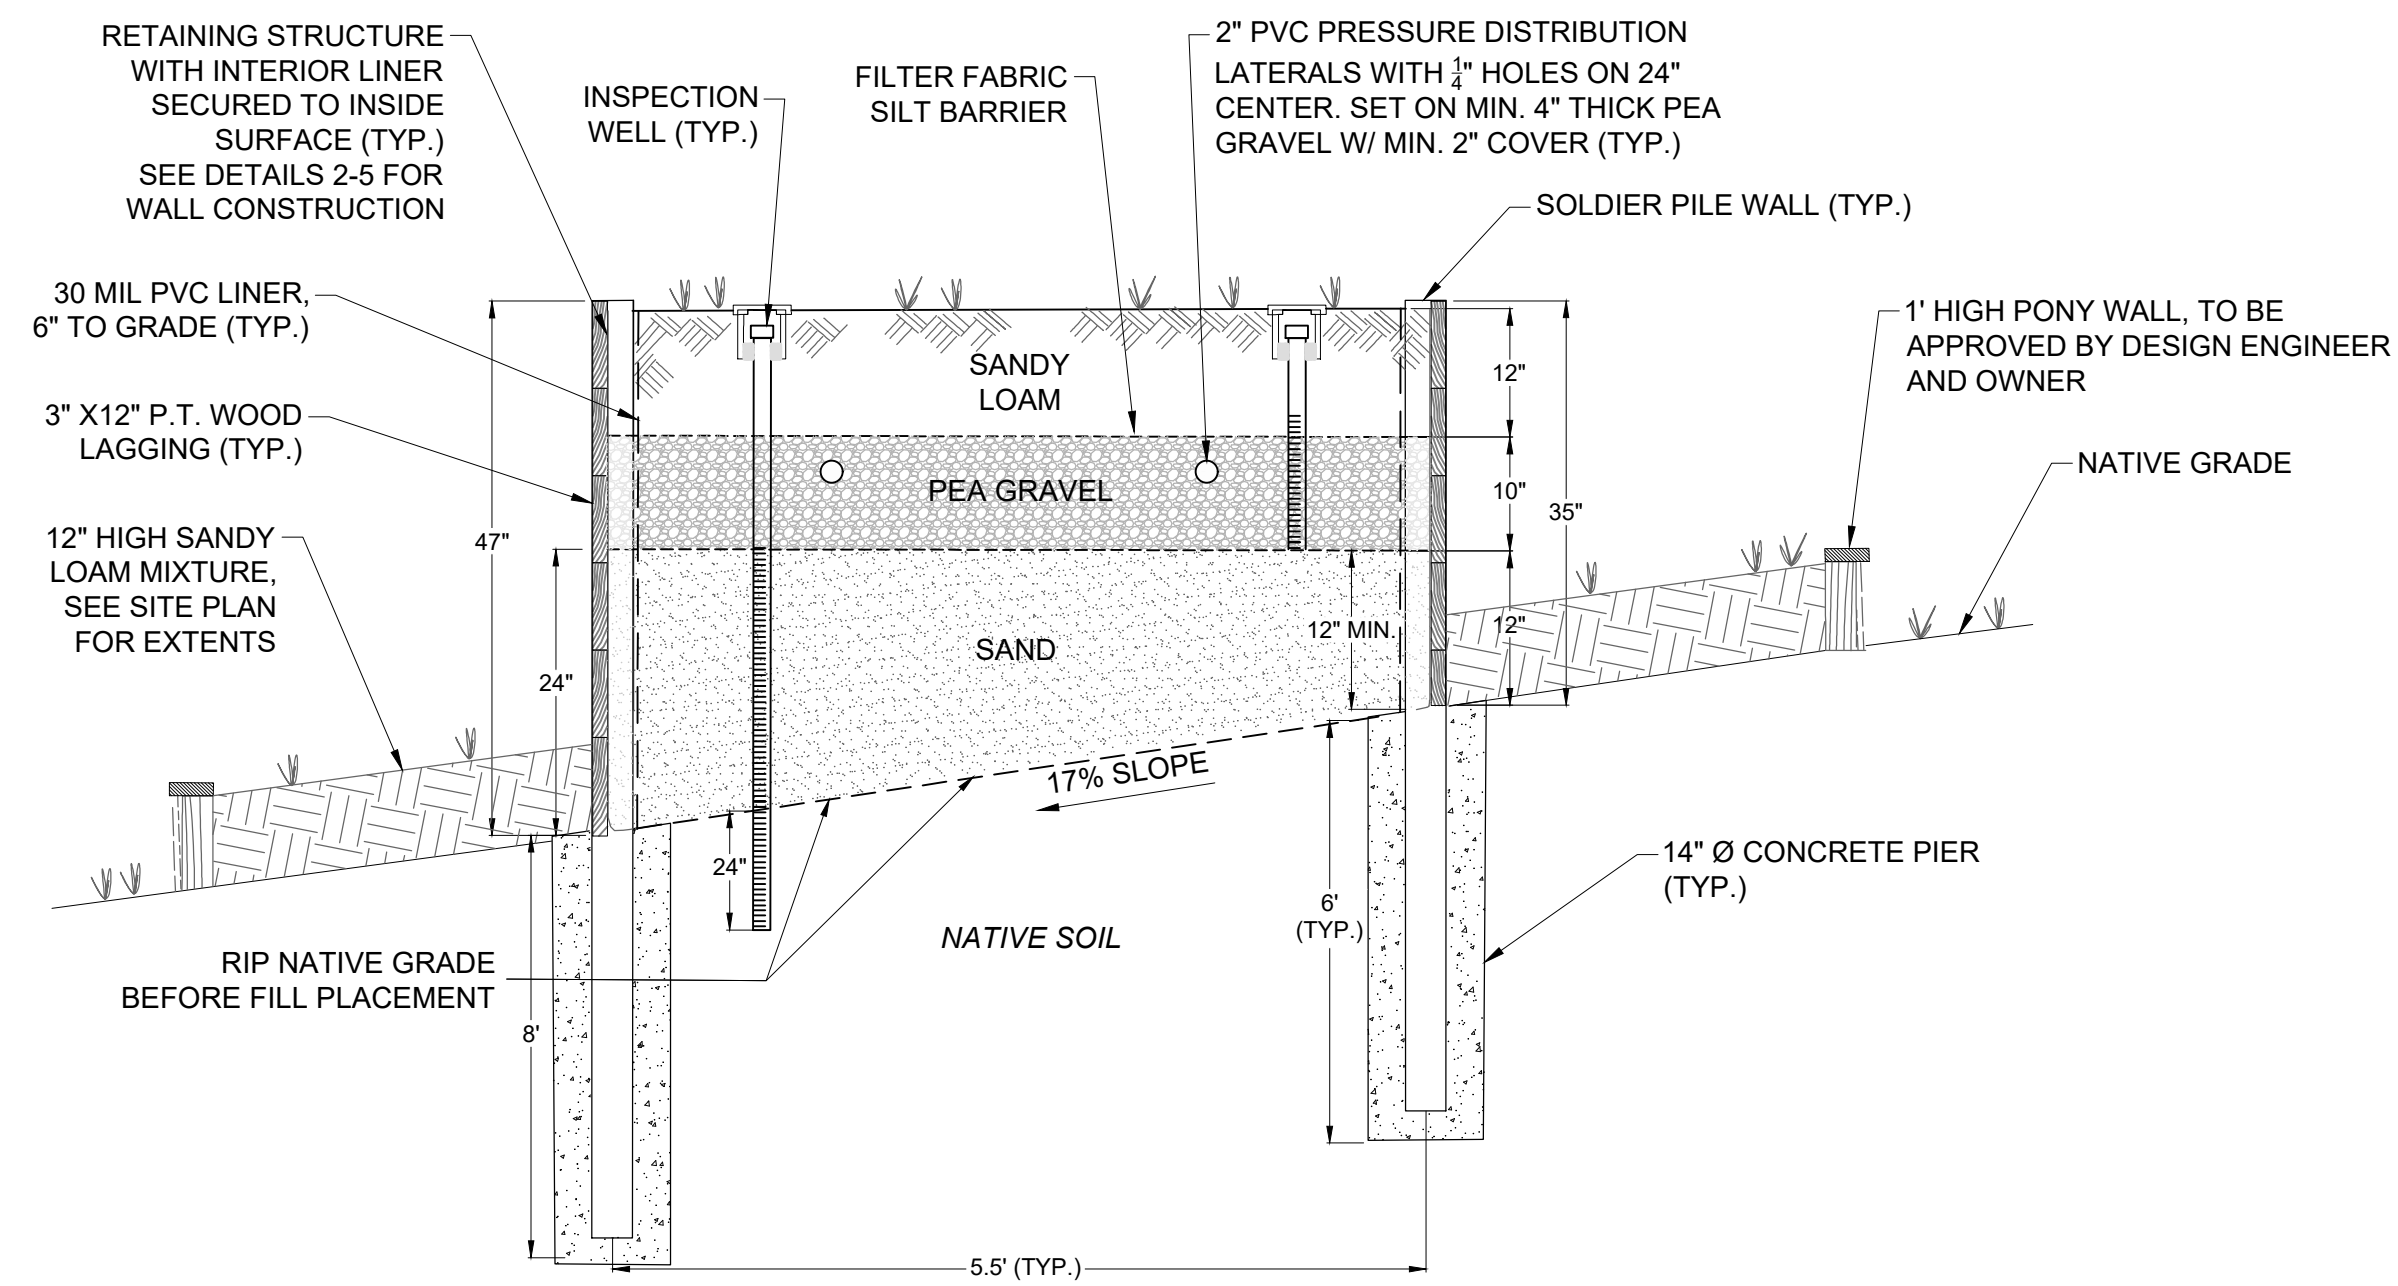 RETAINING STRUCTURE
WITH INTERIOR LINER
SECURED TO INSIDE
SURFACE (TYP.)
SEE DETAILS 2-5 FOR
WALL CONSTRUCTION
INSPECTION
WELL (TYP.)
FILTER FABRIC
SILT BARRIER
2" PVC PRESSURE DISTRIBUTION
LATERALS WITH 1/4" HOLES ON 24"
CENTER. SET ON MIN. 4" THICK PEA
GRAVEL W/ MIN. 2" COVER (TYP.)
SOLDIER PILE WALL (TYP.)
30 MIL PVC LINER,
6" TO GRADE (TYP.)
1' HIGH PONY WALL, TO BE
APPROVED BY DESIGN ENGINEER
AND OWNER
3" X12" P.T. WOOD
LAGGING (TYP.)
SANDY
LOAM
12"
NATIVE GRADE
PEA GRAVEL
10"
35"
47"
12" HIGH SANDY
LOAM MIXTURE,
SEE SITE PLAN
FOR EXTENTS
24"
SAND
12" MIN.
12"
17% SLOPE
24"
14" Ø CONCRETE PIER
(TYP.)
6'
(TYP.)
NATIVE SOIL
RIP NATIVE GRADE
BEFORE FILL PLACEMENT
8'
5.5' (TYP.)